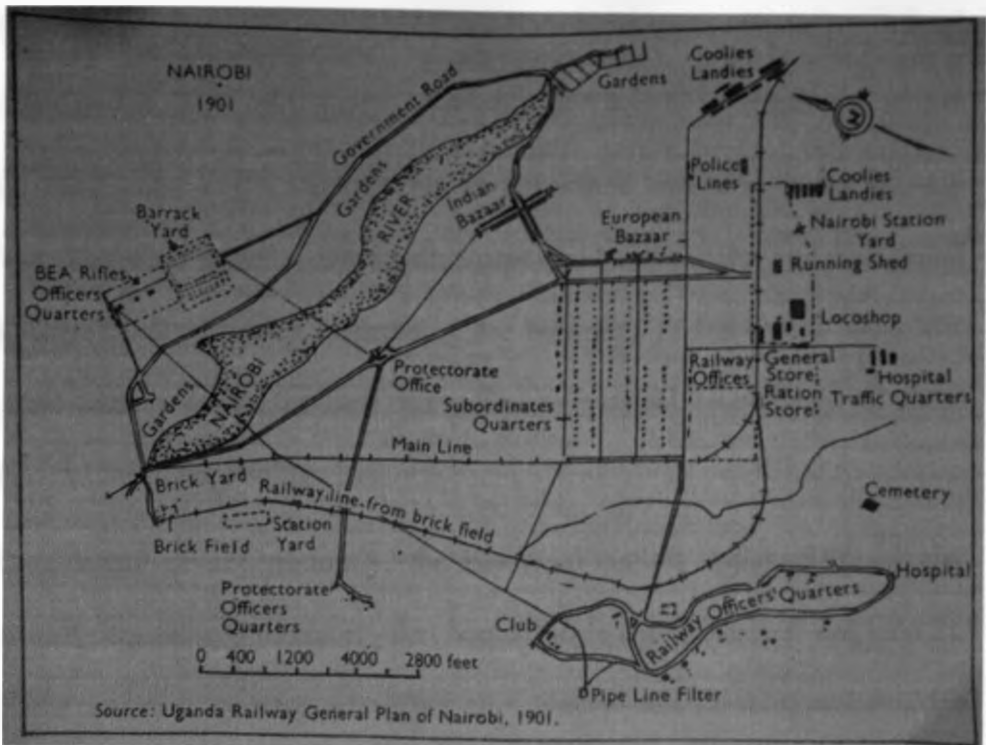 NAIROBI
1901
Government Road
Gardens
Coolies
Landies
N
Gardens
RIVER
Indian
Bazaar
Police
Lines
Coolies
Landies
Barrack
Yard
European
Bazaar
Nairobi Station
Yard
BEA Rifles
Officers
Quarters
Running Shed
Locoshop
Gardens
NAIROBI
Protectorate
Office
Railway
Offices
General
Store
Ration
Store
Hospital
Traffic Quarters
Subordinates
Quarters
Main Line
Brick Yard
Railway line from brick field
Cemetery
Station
Yard
Brick Field
Protectorate
Officers
Quarters
Hospital
Railway Officers' Quarters
Club
0 400 1200 4000 2800 feet
Pipe Line Filter
Source: Uganda Railway General Plan of Nairobi, 1901.